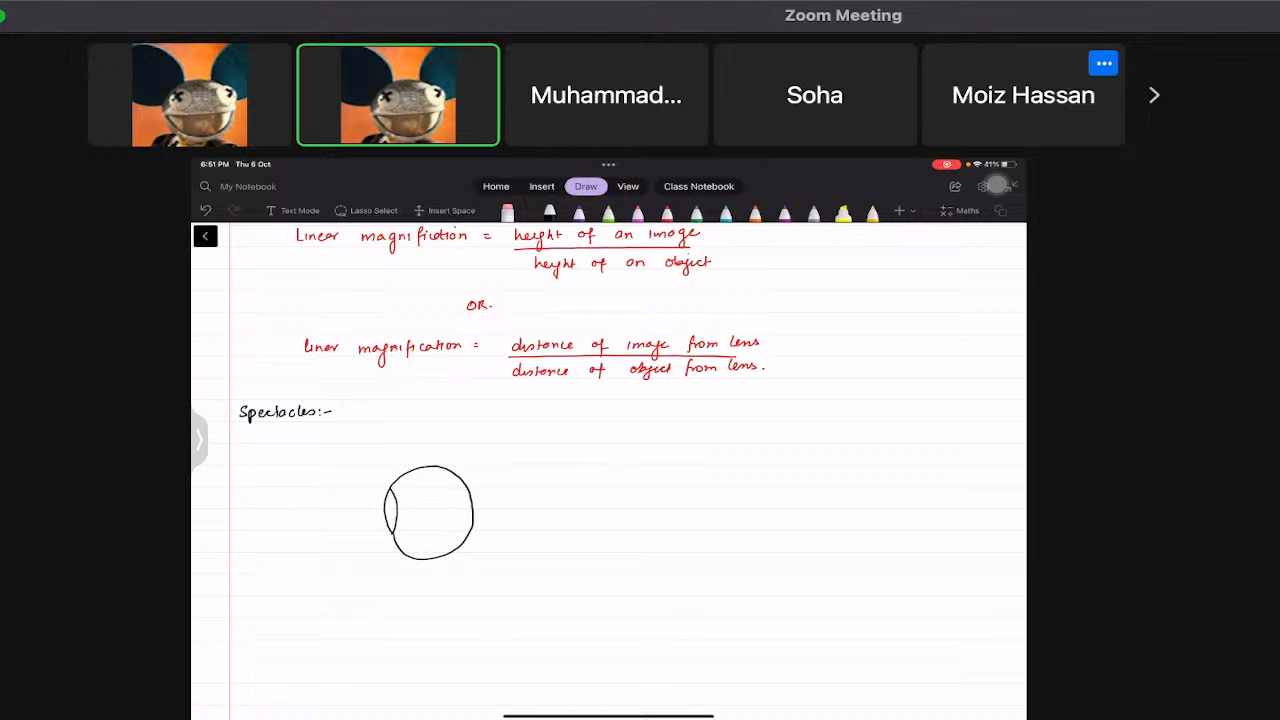 Zoom Meeting
Muhammad...
Soha
Moiz Hassan
6:51 PM Thu 6 Oct
41%
My Notebook
Home
Insert
Draw
View
Class Notebook
Text Mode
Lasso Select
Insert Space
Maths
Linear magnifiction = height of an image
height of an object
OR.
linear magnification = distance of image from lens
distance of object from lens.
Spectacles:-